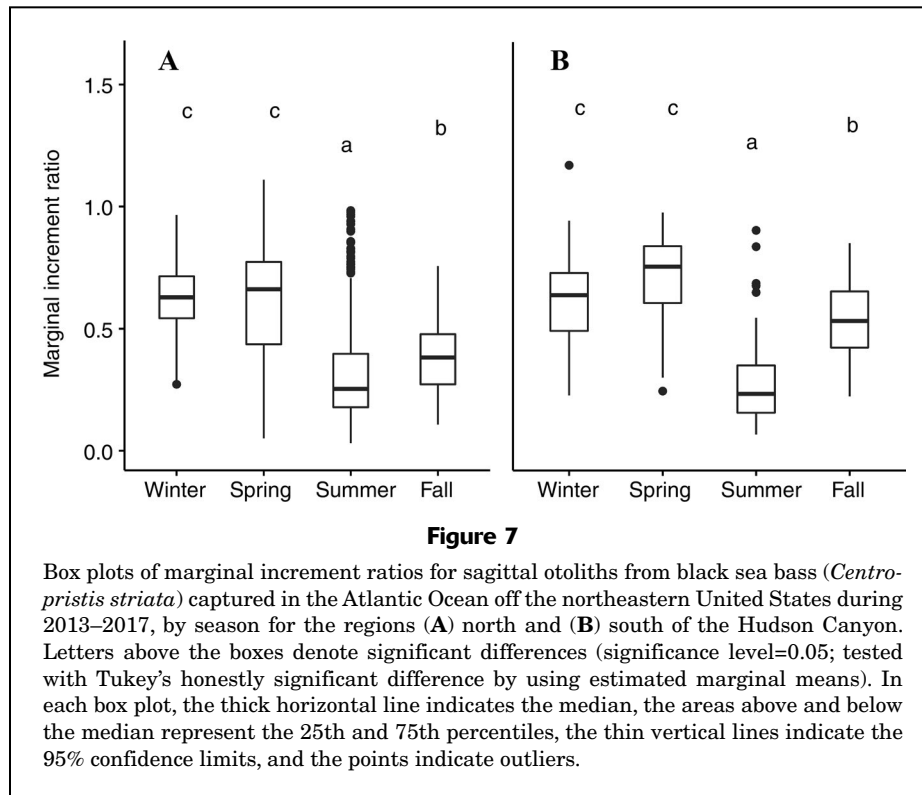 A
B
1.5
1.0
0.5
0.0
Marginal increment ratio
c
c
a
b
c
c
a
b
Winter Spring Summer Fall
Winter Spring Summer Fall
Figure 7
Box plots of marginal increment ratios for sagittal otoliths from black sea bass (Centro-
pristis striata) captured in the Atlantic Ocean off the northeastern United States during
2013–2017, by season for the regions (A) north and (B) south of the Hudson Canyon.
Letters above the boxes denote significant differences (significance level=0.05; tested
with Tukey's honestly significant difference by using estimated marginal means). In
each box plot, the thick horizontal line indicates the median, the areas above and below
the median represent the 25th and 75th percentiles, the thin vertical lines indicate the
95% confidence limits, and the points indicate outliers.